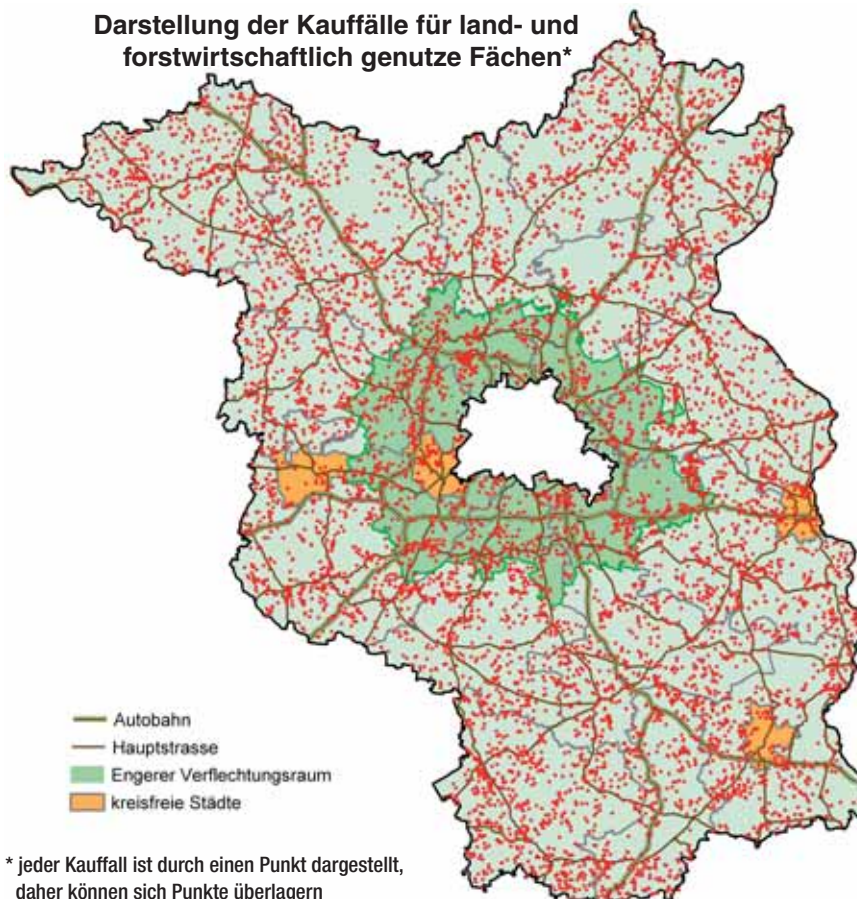 Darstellung der Kauffälle für land- und
forstwirtschaftlich genutze Fächen*
Autobahn
Hauptstrasse
Engerer Verflechtungsraum
kreisfreie Städte
* jeder Kauffall ist durch einen Punkt dargestellt,
daher können sich Punkte überlagern